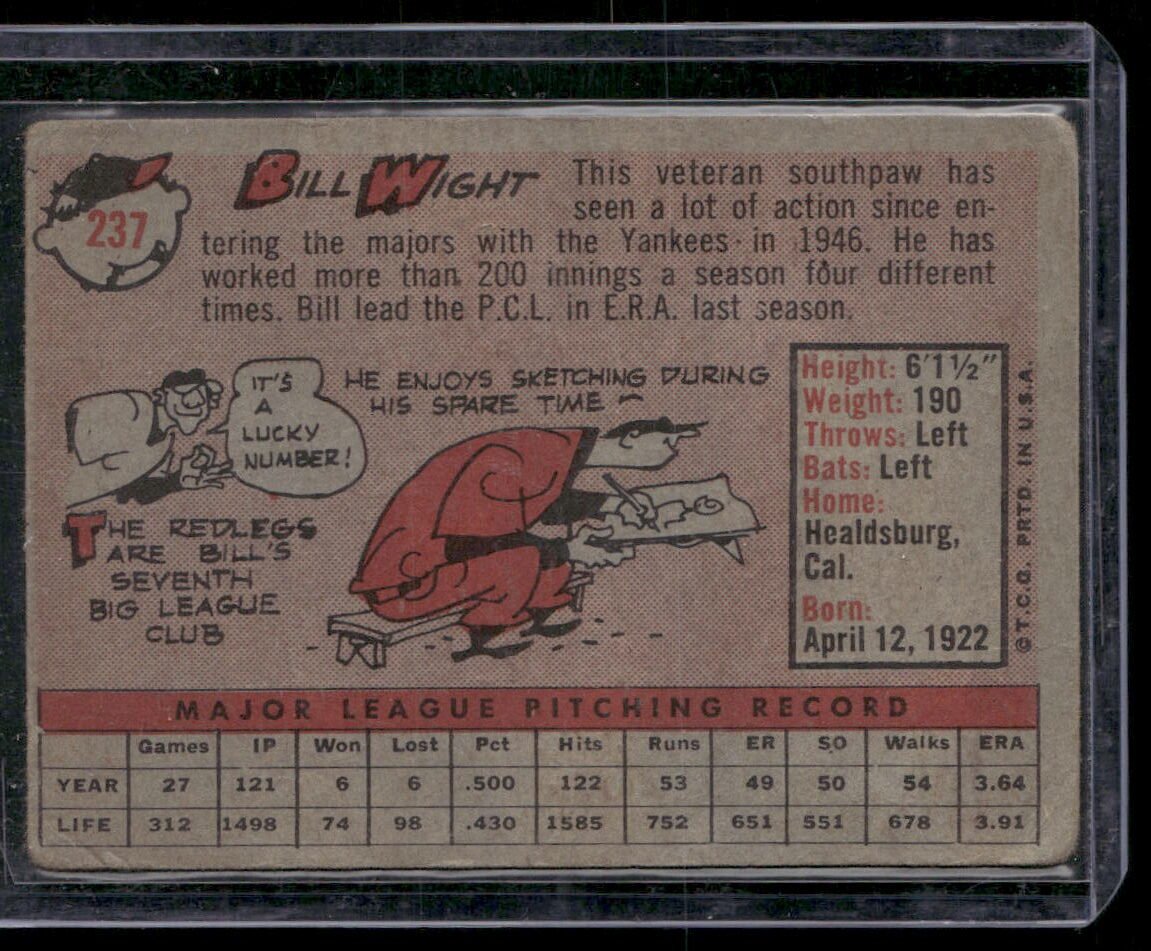 237
BILL WIGHT
This veteran southpaw has
seen a lot of action since en-
tering the majors with the Yankees in 1946. He has
worked more than 200 innings a season four different
times. Bill lead the P.C.L. in E.R.A. last season.
IT'S
A
LUCKY
NUMBER!
THE REDLEGS
ARE BILL'S
SEVENTH
BIG LEAGUE
CLUB
HE ENJOYS SKETCHING DURING
HIS SPARE TIME
Height: 6'1½"
Weight: 190
Throws: Left
Bats: Left
Home:
Healdsburg,
Cal.
Born:
April 12, 1922
©T.C.G. PRTD. IN U.S.A.
MAJOR LEAGUE PITCHING RECORD
Games IP Won Lost Pct Hits Runs ER SO Walks ERA
YEAR 27 121 6 6 .500 122 53 49 50 54 3.64
LIFE 312 1498 74 98 .430 1585 752 651 551 678 3.91